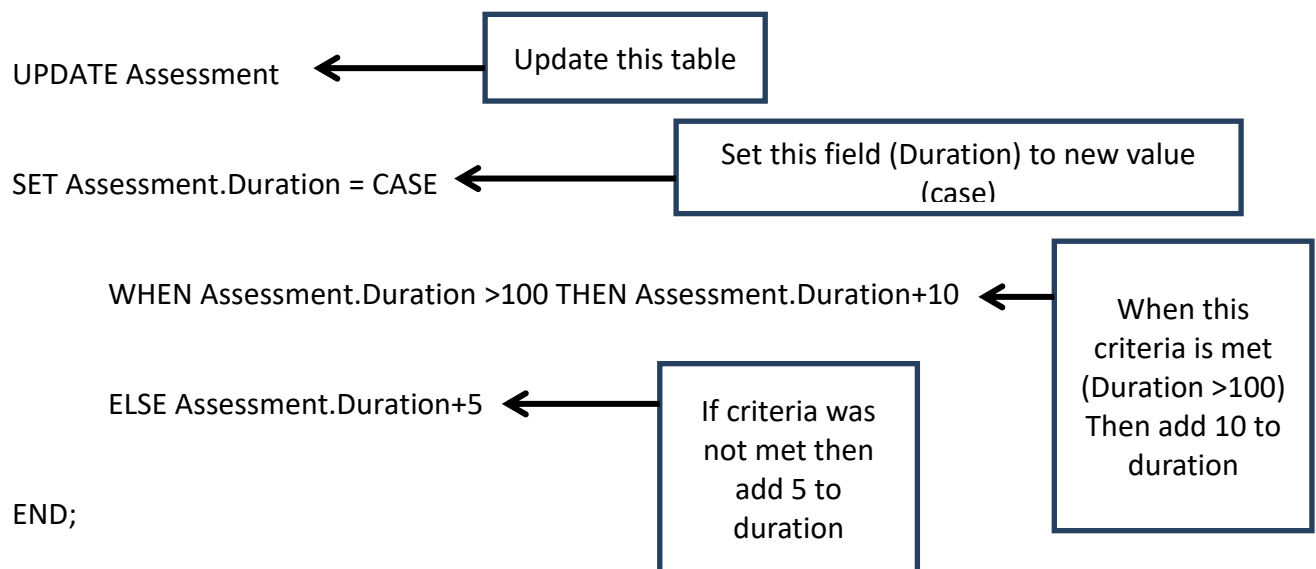 UPDATE Assessment
Update this table
SET Assessment.Duration = CASE
Set this field (Duration) to new value
(case)
WHEN Assessment.Duration >100 THEN Assessment.Duration+10
When this
criteria is met
(Duration >100)
Then add 10 to
duration
ELSE Assessment.Duration+5
If criteria was
not met then
add 5 to
duration
END;